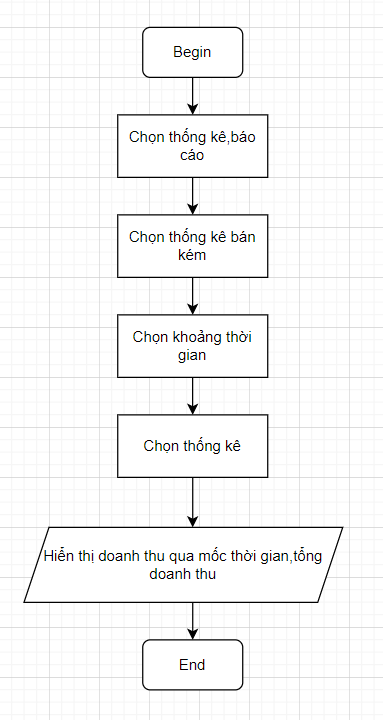 Begin
Chọn thống kê,báo
cáo
Chọn thống kê bán
kém
Chọn khoảng thời
gian
Chọn thống kê
Hiển thị doanh thu qua mốc thời gian,tổng
doanh thu
End